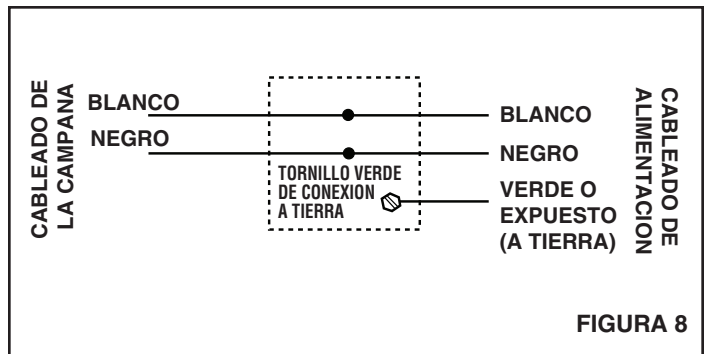 CABLEADO DE
LA CAMPANA
BLANCO
NEGRO
TORNILLO VERDE
DE CONEXION
A TIERRA
BLANCO
NEGRO
VERDE O
EXPUESTO
(A TIERRA)
CABLEADO DE
ALIMENTACION
FIGURA 8